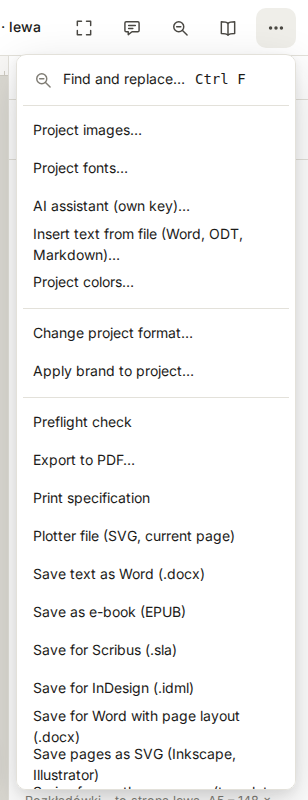 · lewa
Find and replace... Ctrl F
Project images...
Project fonts...
AI assistant (own key)...
Insert text from file (Word, ODT,
Markdown)...
Project colors...
Change project format...
Apply brand to project...
Preflight check
Export to PDF...
Print specification
Plotter file (SVG, current page)
Save text as Word (.docx)
Save as e-book (EPUB)
Save for Scribus (.sla)
Save for InDesign (.idml)
Save for Word with page layout
(.docx)
Save pages as SVG (Inkscape,
Illustrator)